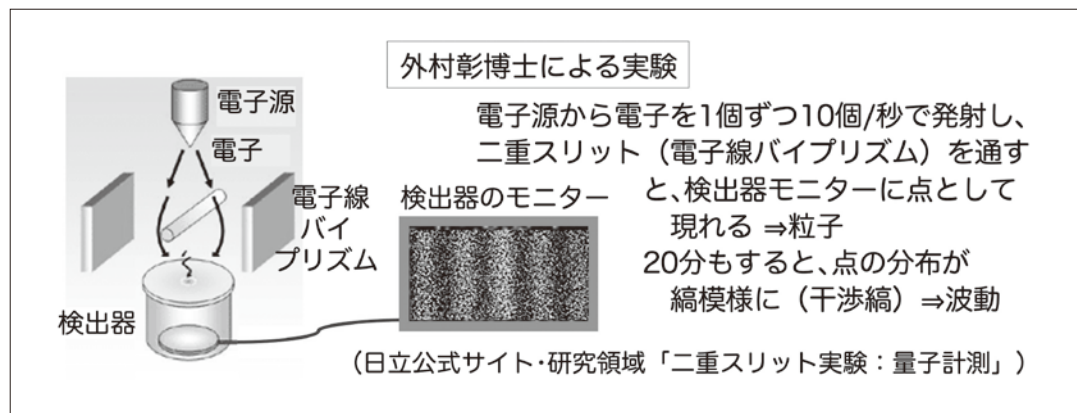 外村彰博士による実験
電子源
電子
電子線
バイ
プリズム
検出器
検出器のモニター
電子源から電子を1個ずつ10個/秒で発射し、
二重スリット（電子線バイプリズム）を通す
と、検出器モニターに点として
現れる ⇒粒子
20分もすると、点の分布が
縞模様に（干渉縞）⇒波動
（日立公式サイト・研究領域「二重スリット実験：量子計測」）